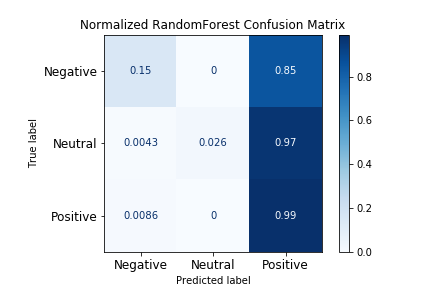 Normalized RandomForest Confusion Matrix
True label
Negative 0.15 0 0.85
Neutral 0.0043 0.026 0.97
Positive 0.0086 0 0.99
Negative Neutral Positive
Predicted label
0.8
0.6
0.4
0.2
0.0